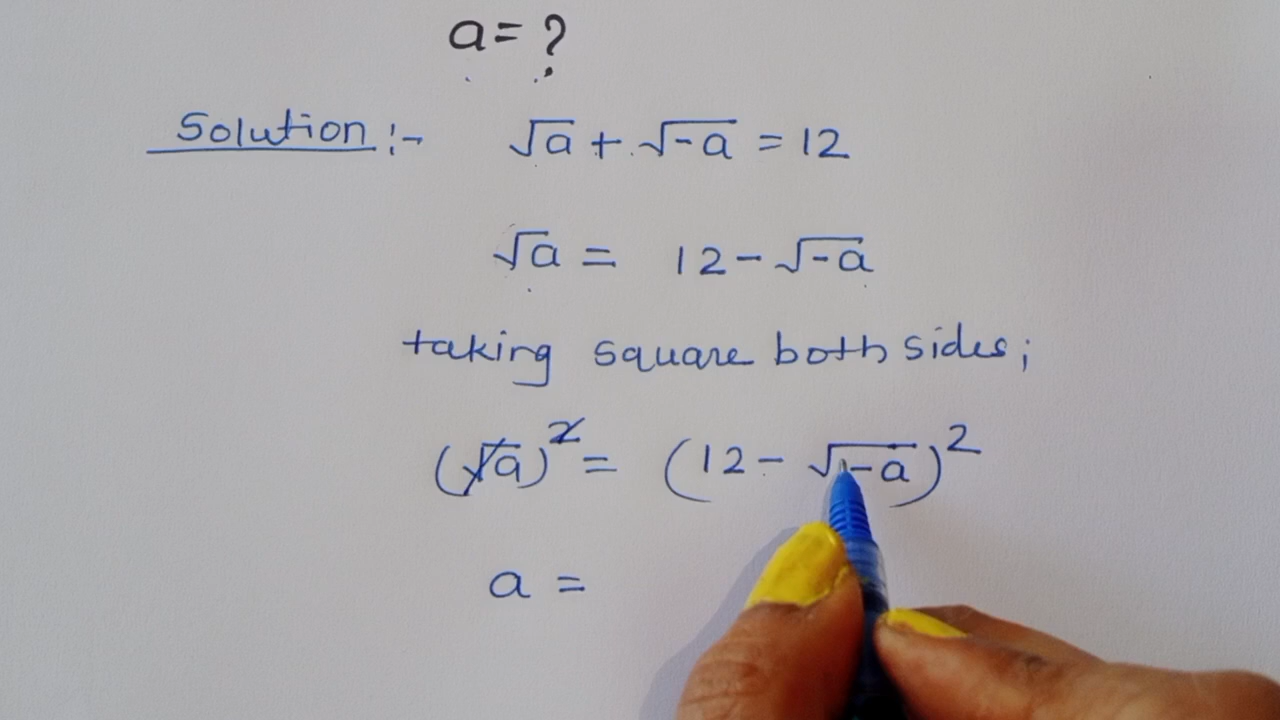 a = ?
Solution :- √a + √-a = 12
√a = 12 - √-a
taking square both sides;
(√a)² = (12 - √-a)²
a =